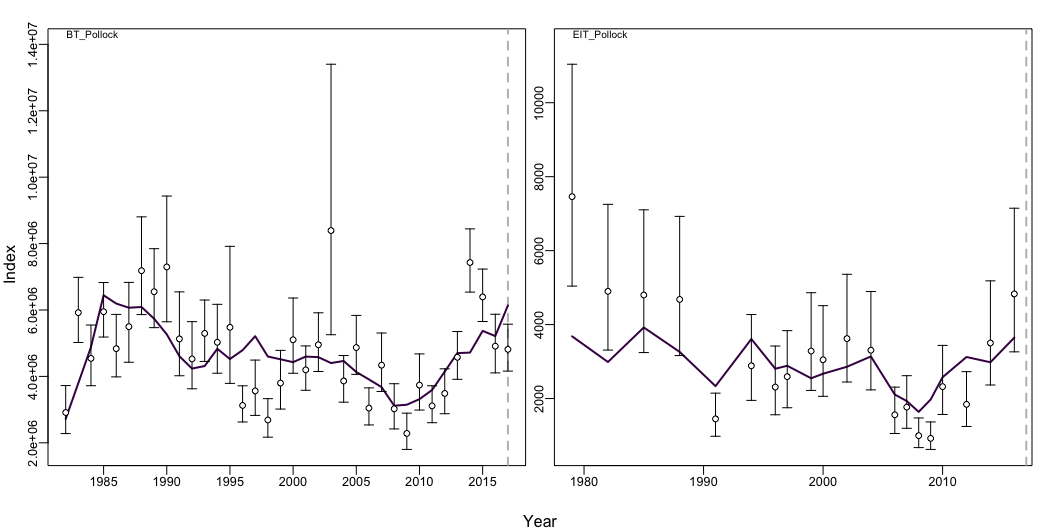 BT_Pollock
EIT_Pollock
Index
1.4e+07
1.2e+07
1.0e+07
8.0e+06
6.0e+06
4.0e+06
2.0e+06
10000
8000
6000
4000
2000
1985 1990 1995 2000 2005 2010 2015
1980 1990 2000 2010
Year